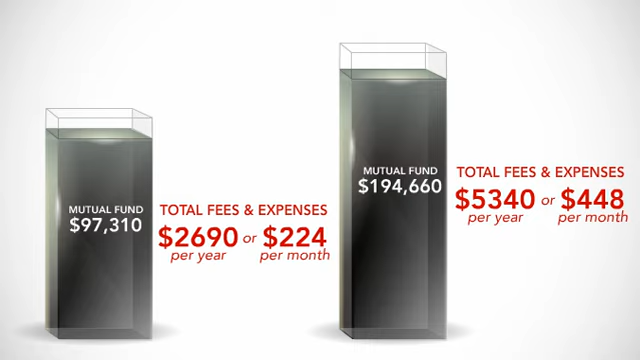 MUTUAL FUND
$97,310
TOTAL FEES & EXPENSES
$2690 or $224
per year per month
MUTUAL FUND
$194,660
TOTAL FEES & EXPENSES
$5340 or $448
per year per month